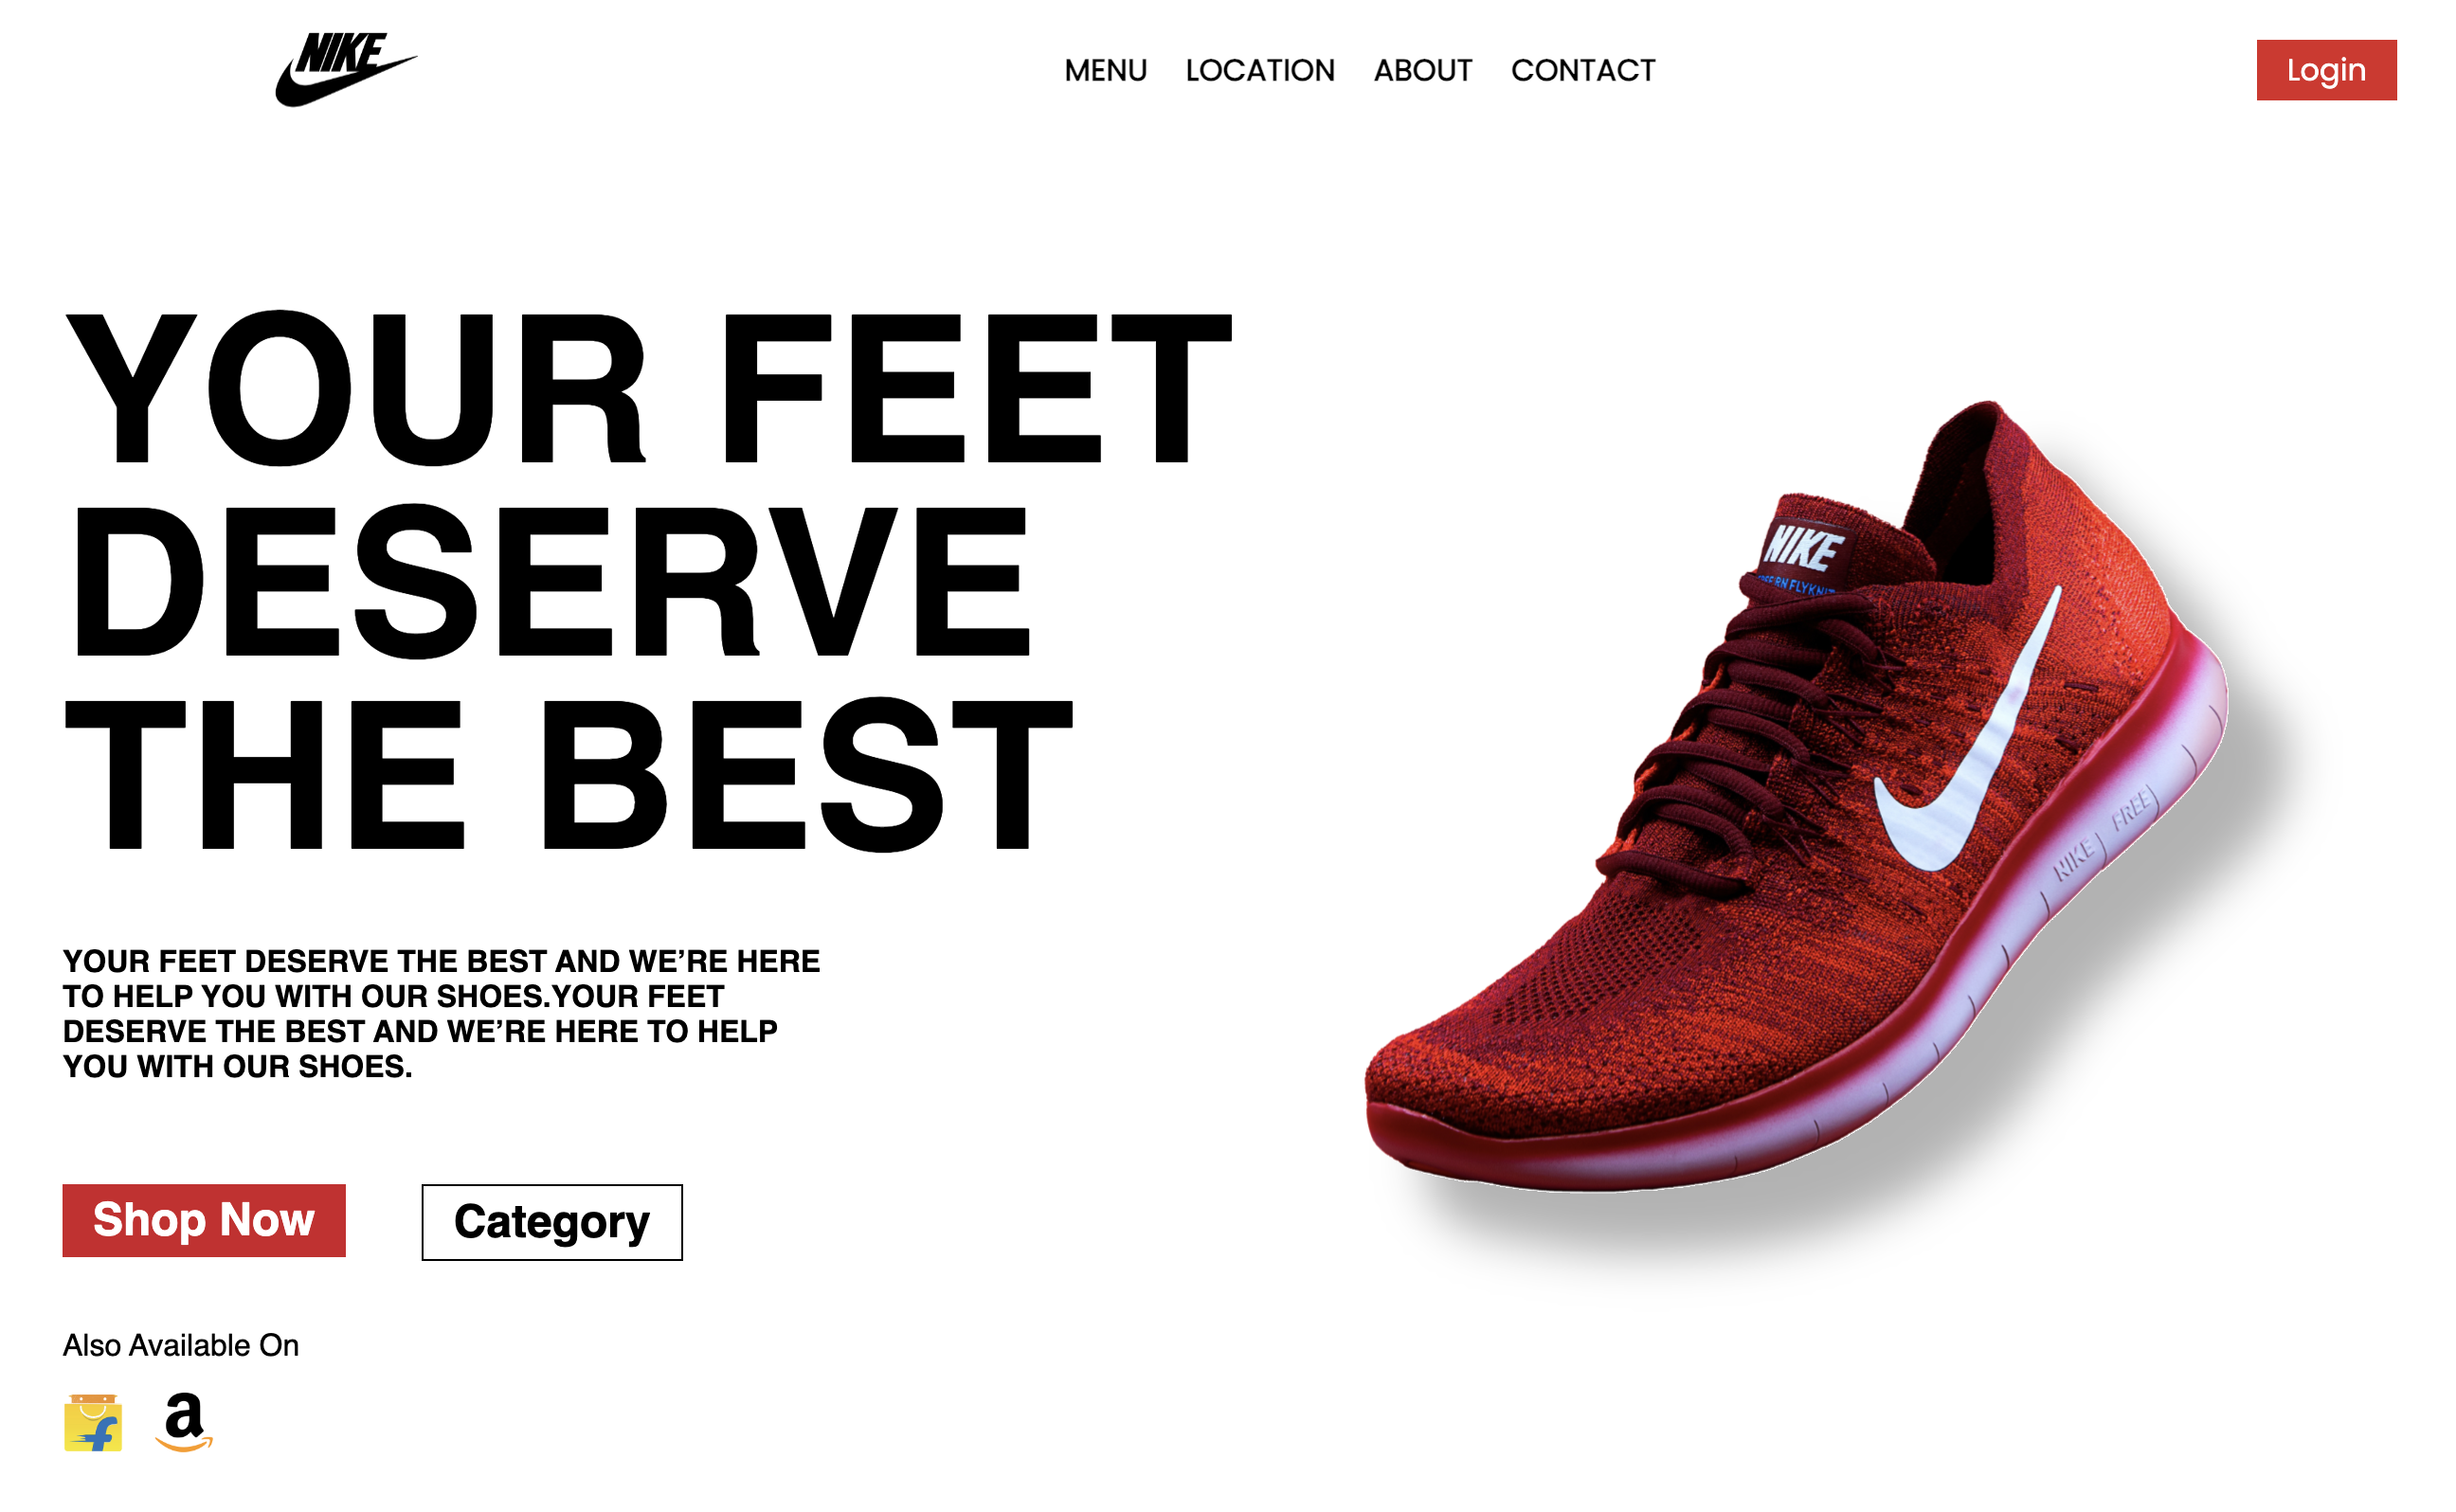 NIKE
MENU LOCATION ABOUT CONTACT
Login
YOUR FEET
DESERVE
THE BEST
NIKE
RN FLYKNIT
NIKE FREE
YOUR FEET DESERVE THE BEST AND WE’RE HERE
TO HELP YOU WITH OUR SHOES.YOUR FEET
DESERVE THE BEST AND WE’RE HERE TO HELP
YOU WITH OUR SHOES.
Shop Now
Category
Also Available On
f
a